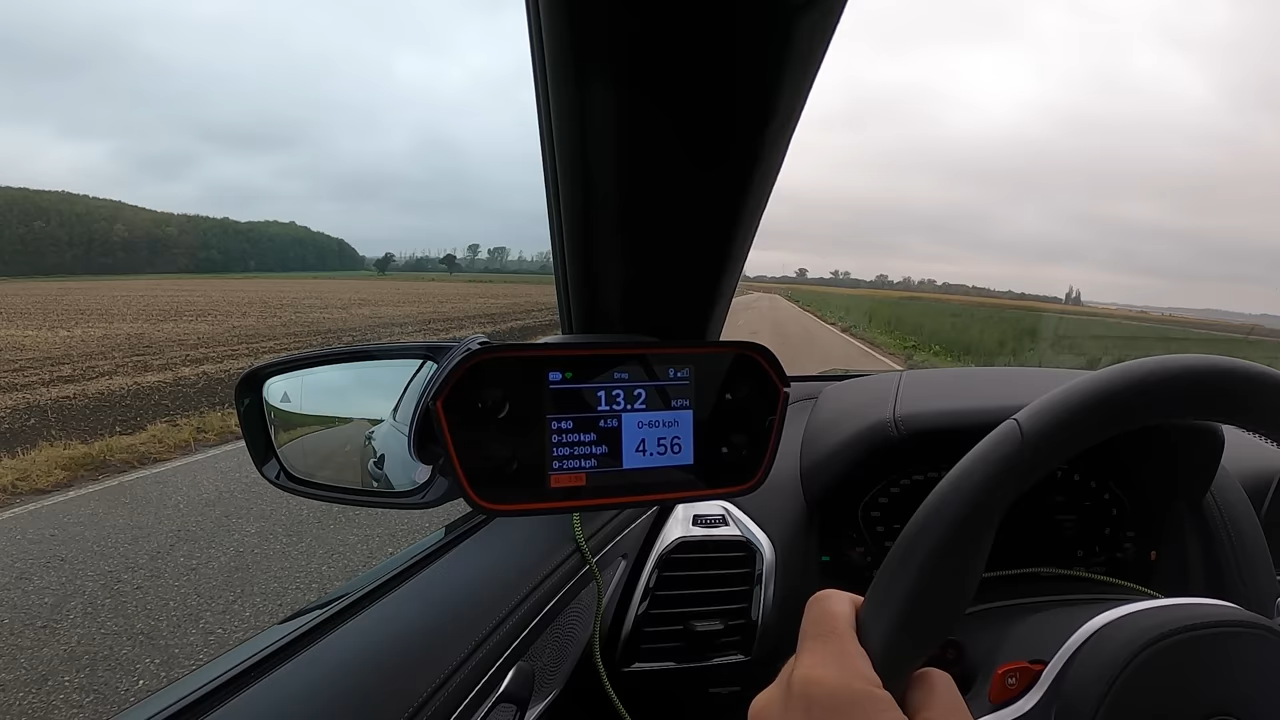 Drag
13.2 KPH
0-60 4.56
0-100 kph
100-200 kph
0-200 kph
0-60 kph
4.56
M